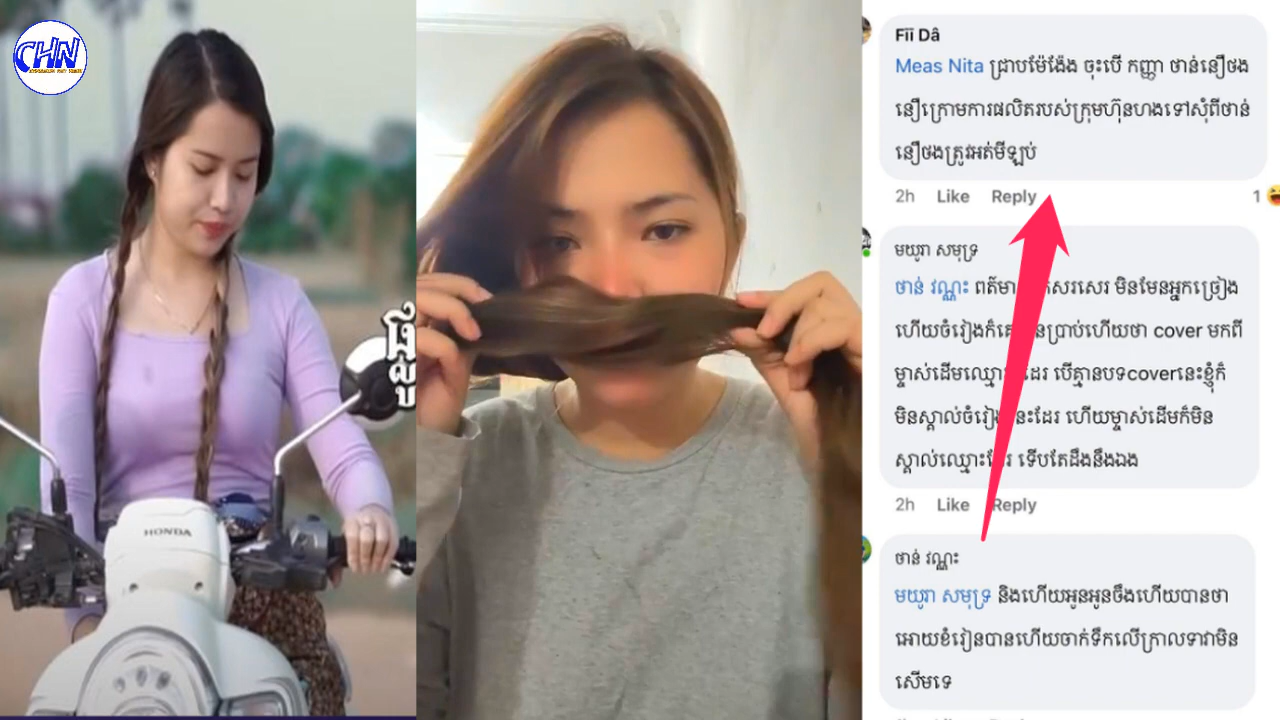 CHN
HONDA
Fïï Dâ
Meas Nita ជ្រាបម៉ែង៉ែង ចុះបើ កញ្ញា ថាន់នឿថង
នឿក្រោមការផលិតរបស់ក្រុមហ៊ុនហងទៅសុំពីថាន់
នឿថងត្រូវអត់មីឡប់
2h Like Reply
1
មយូរា សមុទ្រ
ថាន់ វណ្ណះ ពត៌មា សរសេរ មិនមែនអ្នកច្រៀង
ហើយចំរៀងក៏គេ នប្រាប់ហើយថា cover មកពី
ម្ចាស់ដើមឈ្មោះ ដែរ បើគ្មានបទcoverនេះខ្ញុំក៏
មិនស្គាល់ចំរៀង នេះដែរ ហើយម្ចាស់ដើមក៏មិន
ស្គាល់ឈ្មោះដែរ ទើបតែដឹងនឹងឯង
2h Like Reply
ថាន់ វណ្ណះ
មយូរា សមុទ្រ និងហើយអូនអូនចឹងហើយបានថា
អោយខំរៀនបានហើយចាក់ទឹកលើក្រាលទាវាមិន
សើមទេ